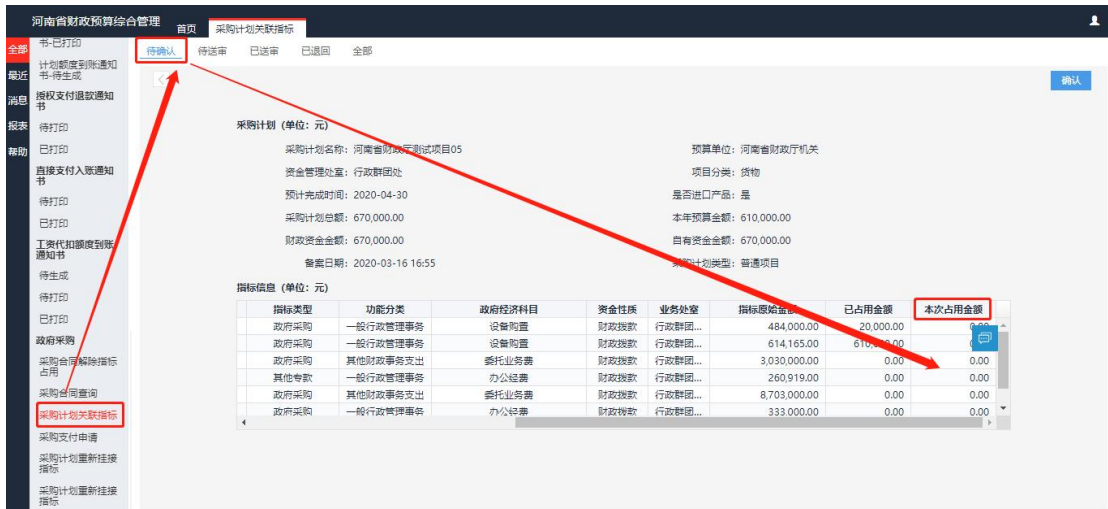 河南省财政预算综合管理
首页
采购计划关联指标
全部
最近
消息
报表
帮助
书-已打印
计划额度到账通知
书-待生成
授权支付退款通知
书
待打印
已打印
直接支付入账通知
书
待打印
已打印
工资代扣额度到账
通知书
待生成
待打印
已打印
政府采购
采购合同解除指标
占用
采购合同查询
采购计划关联指标
采购支付申请
采购计划重新挂接
指标
采购计划重新挂接
指标
待确认 待送审 已送审 已退回 全部
确认
采购计划 (单位：元)
采购计划名称: 河南省财政厅测试项目05 预算单位: 河南省财政厅机关
资金管理处室: 行政群团处 项目分类: 货物
预计完成时间: 2020-04-30 是否进口产品: 是
采购计划总额: 670,000.00 本年预算金额: 610,000.00
财政资金金额: 670,000.00 自有资金金额: 670,000.00
备案日期: 2020-03-16 16:55 采购计划类型: 普通项目
指标信息 (单位：元)
指标类型 功能分类 政府经济科目 资金性质 业务处室 指标原始金额 已占用金额 本次占用金额
政府采购 一般行政管理事务 设备购置 财政拨款 行政群团... 484,000.00 20,000.00 0.00
政府采购 一般行政管理事务 设备购置 财政拨款 行政群团... 614,165.00 610,000.00
政府采购 其他财政事务支出 委托业务费 财政拨款 行政群团... 3,030,000.00 0.00 0.00
其他专款 一般行政管理事务 办公经费 财政拨款 行政群团... 260,919.00 0.00 0.00
政府采购 其他财政事务支出 委托业务费 财政拨款 行政群团... 8,703,000.00 0.00 0.00
政府采购 一般行政管理事务 办公经费 财政拨款 行政群团... 333,000.00 0.00 0.00